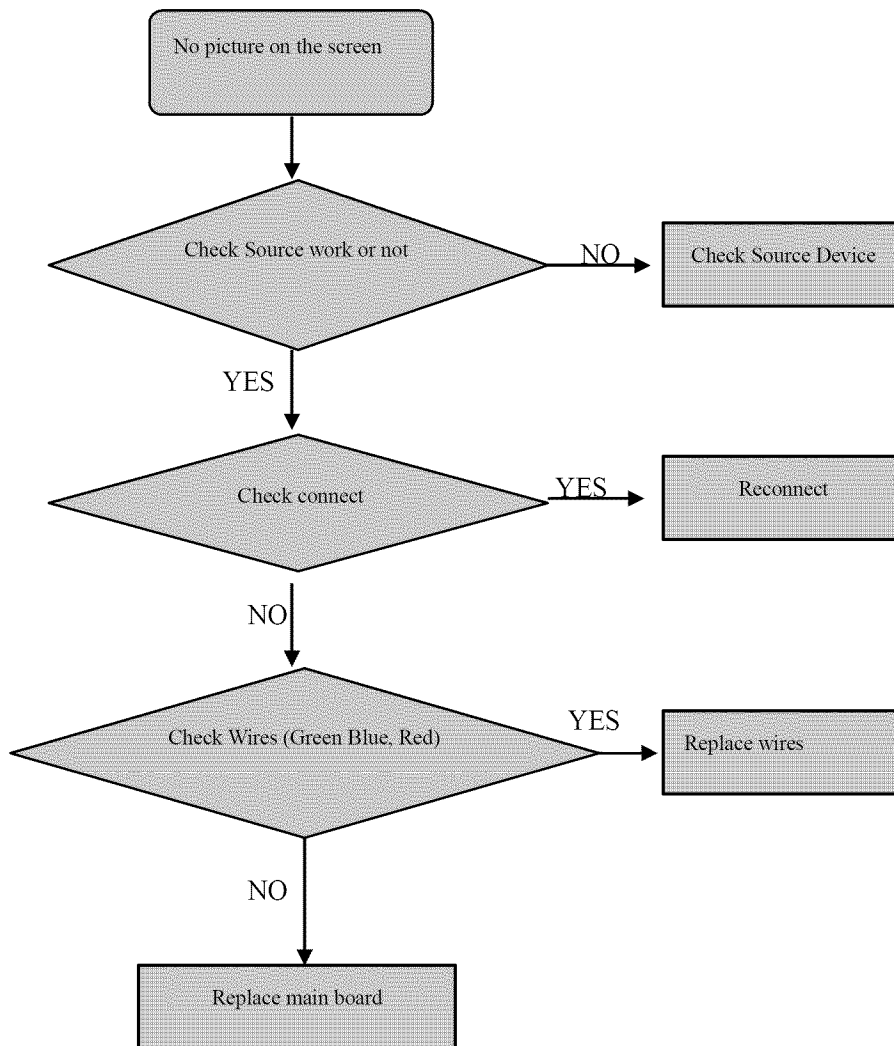 No picture on the screen
Check Source work or not
NO
Check Source Device
YES
Check connect
YES
Reconnect
NO
Check Wires (Green Blue, Red)
YES
Replace wires
NO
Replace main board